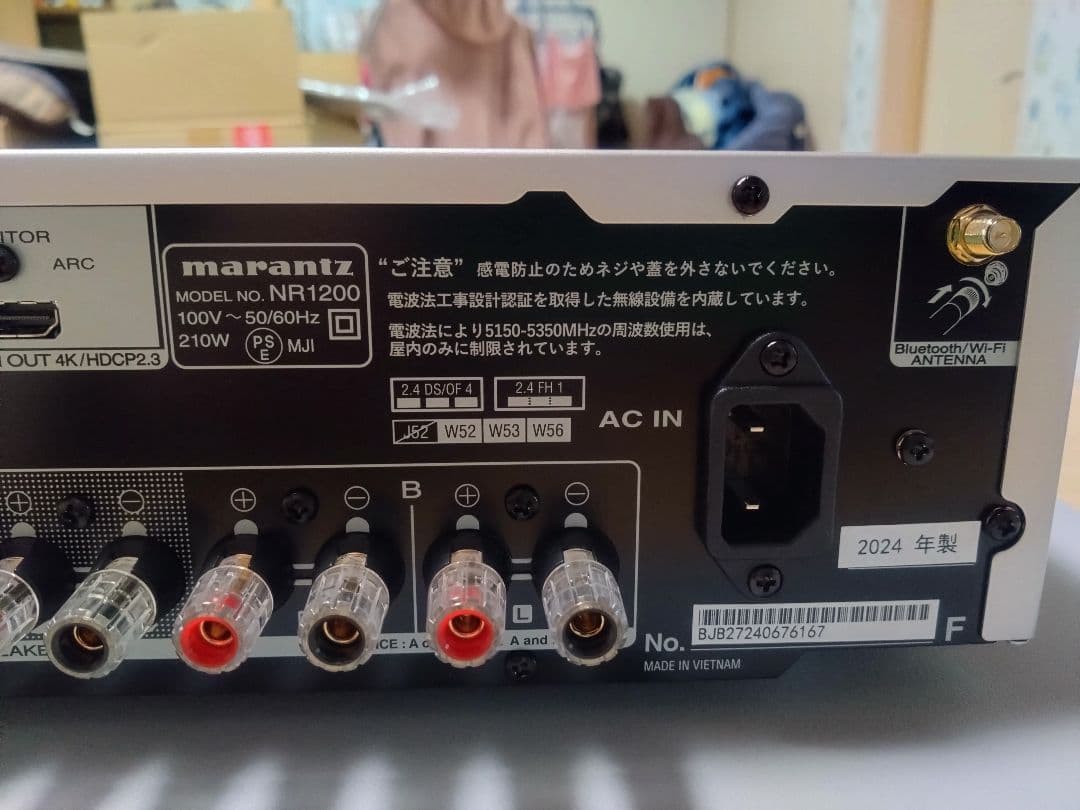 ITOR
ARC
OUT 4K/HDCP2.3
marantz
MODEL NO. NR1200
100V ~ 50/60Hz
210W PSE MJI
"ご注意" 感電防止のためネジや蓋を外さないでください。
電波法工事設計認証を取得した無線設備を内蔵しています。
電波法により5150-5350MHzの周波数使用は、
屋内のみに制限されています。
2.4 DS/OF 4 2.4 FH 1
J52 W52 W53 W56
AC IN
Bluetooth/Wi-Fi
ANTENNA
+ - + - B + -
L
2024 年製
No. BJB27240676167 F
MADE IN VIETNAM